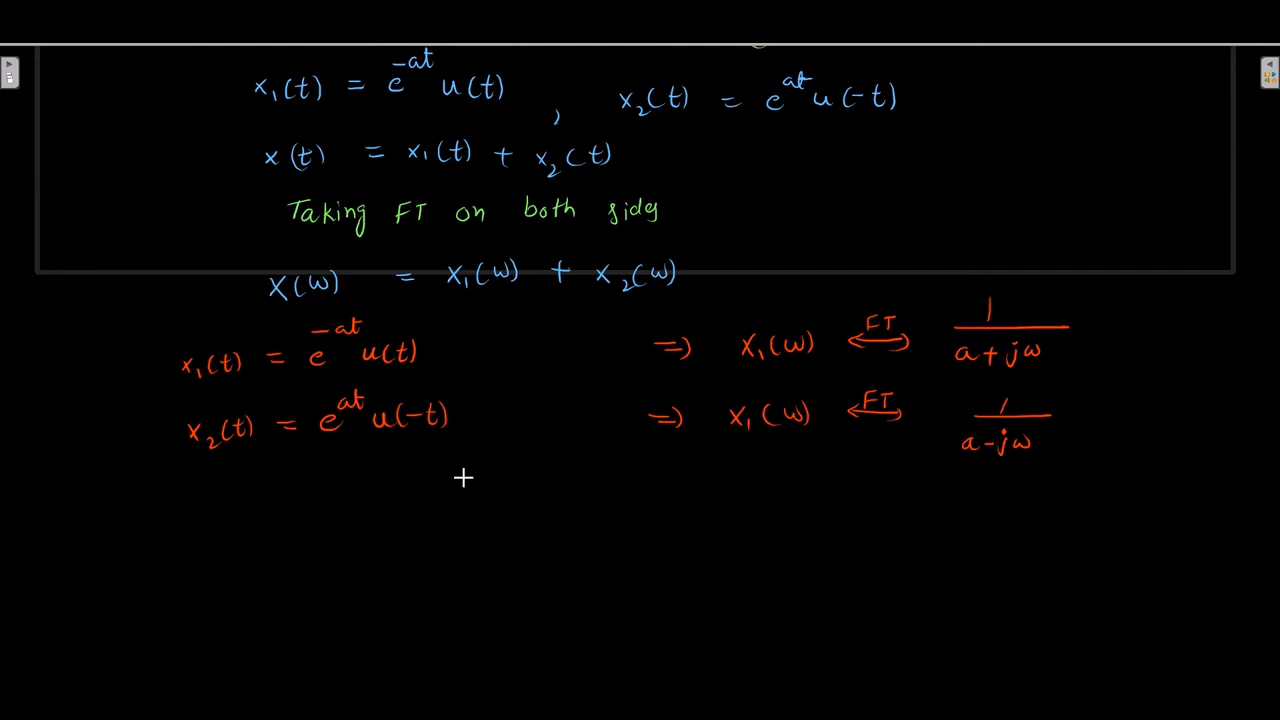 x₁(t) = e^{-at} u(t) , x₂(t) = e^{at} u(-t)
x(t) = x₁(t) + x₂(t)
Taking FT on both sides
X(ω) = X₁(ω) + X₂(ω)
x₁(t) = e^{-at} u(t) => X₁(ω) <-FT-> 1/(a+jω)
x₂(t) = e^{at} u(-t) => X₁(ω) <-FT-> 1/(a-jω)